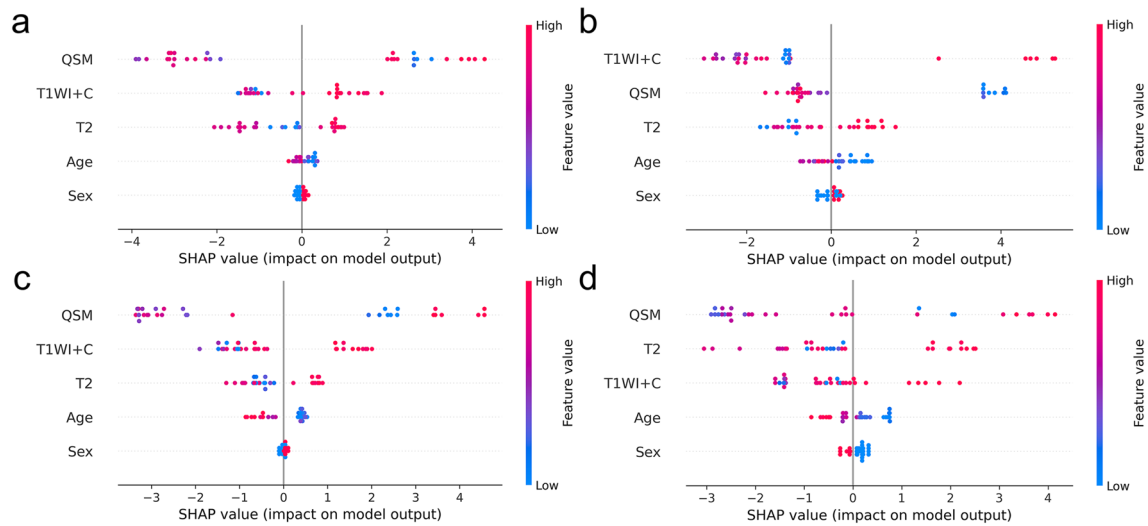 a
High
QSM
T1WI+C
T2
Age
Sex
Feature value
Low
−4 −2 0 2 4
SHAP value (impact on model output)
b
High
T1WI+C
QSM
T2
Age
Sex
Feature value
Low
−2 0 2 4
SHAP value (impact on model output)
c
High
QSM
T1WI+C
T2
Age
Sex
Feature value
Low
−3 −2 −1 0 1 2 3 4
SHAP value (impact on model output)
d
High
QSM
T2
T1WI+C
Age
Sex
Feature value
Low
−3 −2 −1 0 1 2 3 4
SHAP value (impact on model output)